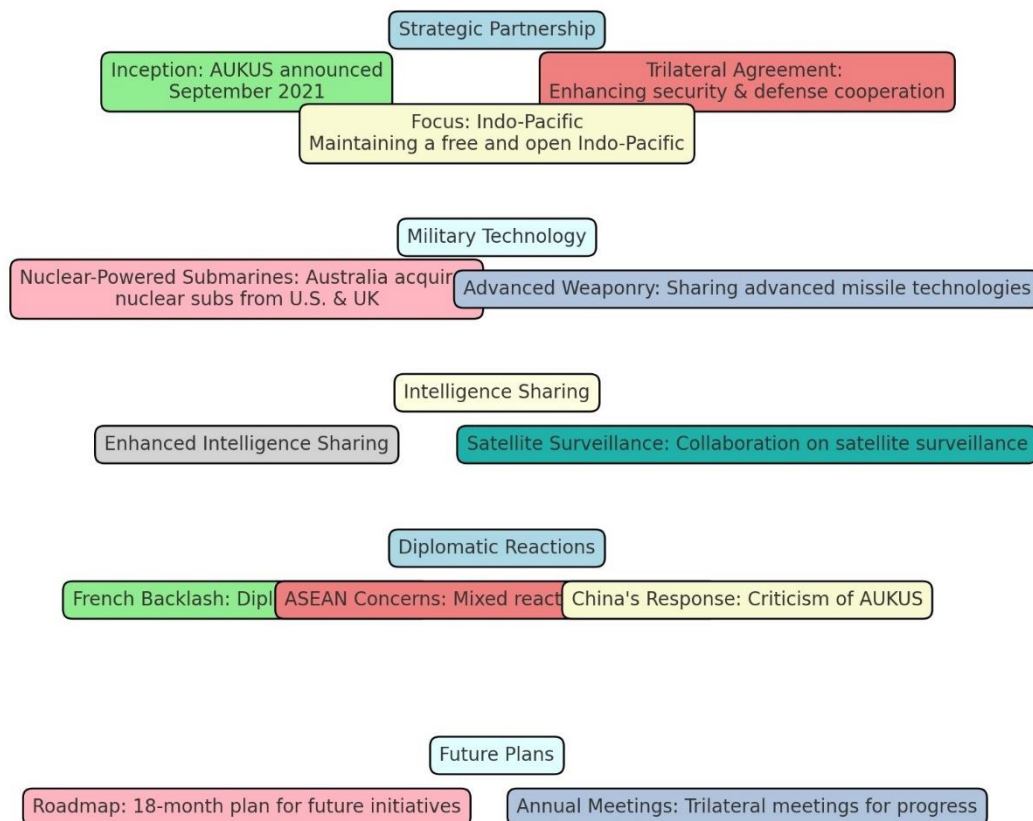 Strategic Partnership
Inception: AUKUS announced
September 2021
Trilateral Agreement:
Enhancing security & defense cooperation
Focus: Indo-Pacific
Maintaining a free and open Indo-Pacific
Military Technology
Nuclear-Powered Submarines: Australia
nuclear subs from U.S. & UK
Advanced Weaponry: Sharing advanced missile technologies
Intelligence Sharing
Enhanced Intelligence Sharing
Satellite Surveillance: Collaboration on satellite surveillance
Diplomatic Reactions
French Backlash:
ASEAN Concerns: Mixed
China's Response: Criticism of AUKUS
Future Plans
Roadmap: 18-month plan for future initiatives
Annual Meetings: Trilateral meetings for progress